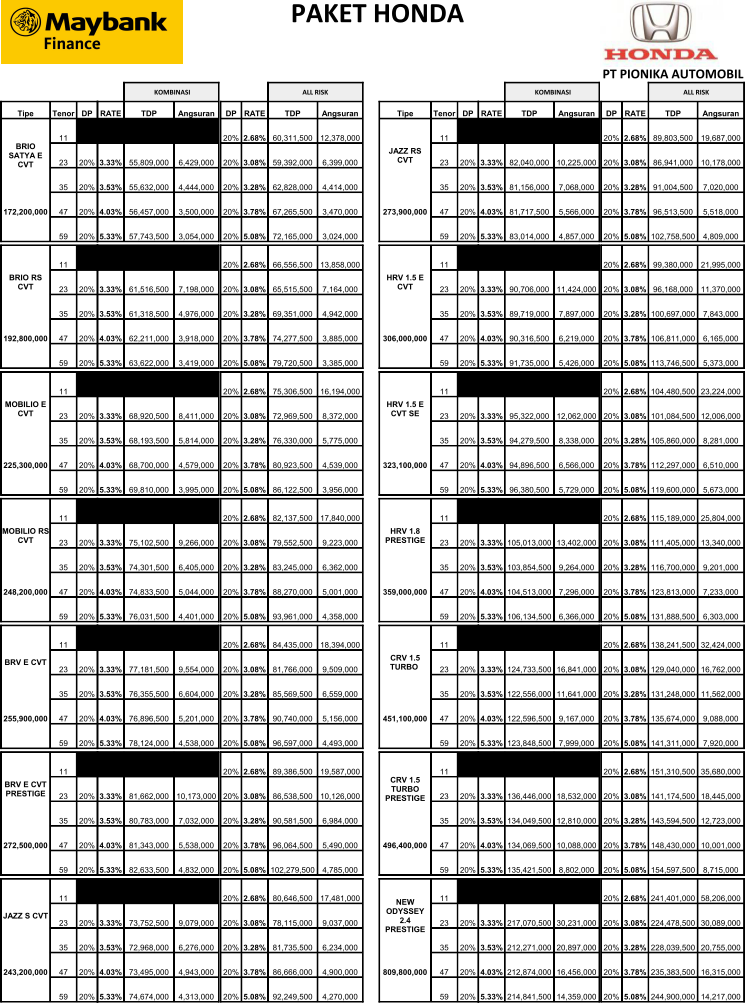 Maybank
Finance
PAKET HONDA
HONDA
PT PIONIKA AUTOMOBIL
KOMBINASI ALL RISK
Tipe Tenor DP RATE TDP Angsuran DP RATE TDP Angsuran
BRIO SATYA E CVT
172,200,000
11 20% 2.68% 60,311,500 12,378,000
23 20% 3.33% 55,809,000 6,429,000 20% 3.08% 59,392,000 6,399,000
35 20% 3.53% 55,632,000 4,444,000 20% 3.28% 62,828,000 4,414,000
47 20% 4.03% 56,457,000 3,500,000 20% 3.78% 67,265,500 3,470,000
59 20% 5.33% 57,743,500 3,054,000 20% 5.08% 72,165,000 3,024,000
BRIO RS CVT
192,800,000
11 20% 2.68% 66,556,500 13,858,000
23 20% 3.33% 61,516,500 7,198,000 20% 3.08% 65,515,500 7,164,000
35 20% 3.53% 61,318,500 4,976,000 20% 3.28% 69,351,000 4,942,000
47 20% 4.03% 62,211,000 3,918,000 20% 3.78% 74,277,500 3,885,000
59 20% 5.33% 63,622,000 3,419,000 20% 5.08% 79,720,500 3,385,000
MOBILIO E CVT
225,300,000
11 20% 2.68% 75,306,500 16,194,000
23 20% 3.33% 68,920,500 8,411,000 20% 3.08% 72,969,500 8,372,000
35 20% 3.53% 68,193,500 5,814,000 20% 3.28% 76,330,000 5,775,000
47 20% 4.03% 68,700,000 4,579,000 20% 3.78% 80,923,500 4,539,000
59 20% 5.33% 69,810,000 3,995,000 20% 5.08% 86,122,500 3,956,000
MOBILIO RS CVT
248,200,000
11 20% 2.68% 82,137,500 17,840,000
23 20% 3.33% 75,102,500 9,266,000 20% 3.08% 79,552,500 9,223,000
35 20% 3.53% 74,301,500 6,405,000 20% 3.28% 83,245,000 6,362,000
47 20% 4.03% 74,833,500 5,044,000 20% 3.78% 88,270,000 5,001,000
59 20% 5.33% 76,031,500 4,401,000 20% 5.08% 93,961,000 4,358,000
BRV E CVT
255,900,000
11 20% 2.68% 84,435,000 18,394,000
23 20% 3.33% 77,181,500 9,554,000 20% 3.08% 81,766,000 9,509,000
35 20% 3.53% 76,355,500 6,604,000 20% 3.28% 85,569,500 6,559,000
47 20% 4.03% 76,896,500 5,201,000 20% 3.78% 90,740,000 5,156,000
59 20% 5.33% 78,124,000 4,538,000 20% 5.08% 96,597,000 4,493,000
BRV E CVT PRESTIGE
272,500,000
11 20% 2.68% 89,386,500 19,587,000
23 20% 3.33% 81,662,000 10,173,000 20% 3.08% 86,538,500 10,126,000
35 20% 3.53% 80,783,000 7,032,000 20% 3.28% 90,581,500 6,984,000
47 20% 4.03% 81,343,000 5,538,000 20% 3.78% 96,064,500 5,490,000
59 20% 5.33% 82,633,500 4,832,000 20% 5.08% 102,279,500 4,785,000
JAZZ S CVT
243,200,000
11 20% 2.68% 80,646,500 17,481,000
23 20% 3.33% 73,752,500 9,079,000 20% 3.08% 78,115,000 9,037,000
35 20% 3.53% 72,968,000 6,276,000 20% 3.28% 81,735,500 6,234,000
47 20% 4.03% 73,495,000 4,943,000 20% 3.78% 86,666,000 4,900,000
59 20% 5.33% 74,674,000 4,313,000 20% 5.08% 92,249,500 4,270,000
KOMBINASI ALL RISK
Tipe Tenor DP RATE TDP Angsuran DP RATE TDP Angsuran
JAZZ RS CVT
273,900,000
11 20% 2.68% 89,803,500 19,687,000
23 20% 3.33% 82,040,000 10,225,000 20% 3.08% 86,941,000 10,178,000
35 20% 3.53% 81,156,000 7,068,000 20% 3.28% 91,004,500 7,020,000
47 20% 4.03% 81,717,500 5,566,000 20% 3.78% 96,513,500 5,518,000
59 20% 5.33% 83,014,000 4,857,000 20% 5.08% 102,758,500 4,809,000
HRV 1.5 E CVT
306,000,000
11 20% 2.68% 99,380,000 21,995,000
23 20% 3.33% 90,706,000 11,424,000 20% 3.08% 96,168,000 11,370,000
35 20% 3.53% 89,719,000 7,897,000 20% 3.28% 100,697,000 7,843,000
47 20% 4.03% 90,316,500 6,219,000 20% 3.78% 106,811,000 6,165,000
59 20% 5.33% 91,735,000 5,426,000 20% 5.08% 113,746,500 5,373,000
HRV 1.5 E CVT SE
323,100,000
11 20% 2.68% 104,480,500 23,224,000
23 20% 3.33% 95,322,000 12,062,000 20% 3.08% 101,084,500 12,006,000
35 20% 3.53% 94,279,500 8,338,000 20% 3.28% 105,860,000 8,281,000
47 20% 4.03% 94,896,500 6,566,000 20% 3.78% 112,297,000 6,510,000
59 20% 5.33% 96,380,500 5,729,000 20% 5.08% 119,600,000 5,673,000
HRV 1.8 PRESTIGE
359,000,000
11 20% 2.68% 115,189,000 25,804,000
23 20% 3.33% 105,013,000 13,402,000 20% 3.08% 111,405,000 13,340,000
35 20% 3.53% 103,854,500 9,264,000 20% 3.28% 116,700,000 9,201,000
47 20% 4.03% 104,513,000 7,296,000 20% 3.78% 123,813,000 7,233,000
59 20% 5.33% 106,134,500 6,366,000 20% 5.08% 131,888,500 6,303,000
CRV 1.5 TURBO
451,100,000
11 20% 2.68% 138,241,500 32,424,000
23 20% 3.33% 124,733,500 16,841,000 20% 3.08% 129,040,000 16,762,000
35 20% 3.53% 122,556,000 11,641,000 20% 3.28% 131,248,000 11,562,000
47 20% 4.03% 122,596,500 9,167,000 20% 3.78% 135,674,000 9,088,000
59 20% 5.33% 123,848,500 7,999,000 20% 5.08% 141,311,000 7,920,000
CRV 1.5 TURBO PRESTIGE
496,400,000
11 20% 2.68% 151,310,500 35,680,000
23 20% 3.33% 136,446,000 18,532,000 20% 3.08% 141,174,500 18,445,000
35 20% 3.53% 134,049,500 12,810,000 20% 3.28% 143,594,500 12,723,000
47 20% 4.03% 134,069,500 10,088,000 20% 3.78% 148,430,000 10,001,000
59 20% 5.33% 135,421,500 8,802,000 20% 5.08% 154,597,500 8,715,000
NEW ODYSSEY 2.4 PRESTIGE
809,800,000
11 20% 2.68% 241,401,000 58,206,000
23 20% 3.33% 217,070,500 30,231,000 20% 3.08% 224,478,500 30,089,000
35 20% 3.53% 212,271,000 20,897,000 20% 3.28% 228,039,500 20,755,000
47 20% 4.03% 212,874,000 16,456,000 20% 3.78% 235,383,500 16,315,000
59 20% 5.33% 214,841,500 14,359,000 20% 5.08% 244,900,000 14,217,000